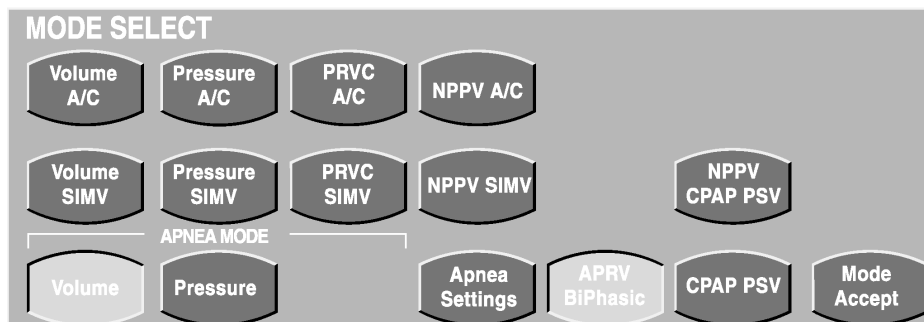 MODE SELECT
Volume
A/C
Pressure
A/C
PRVC
A/C
NPPV A/C
Volume
SIMV
Pressure
SIMV
PRVC
SIMV
NPPV SIMV
NPPV
CPAP PSV
APNEA MODE
Volume
Pressure
Apnea
Settings
APRV
BiPhasic
CPAP PSV
Mode
Accept